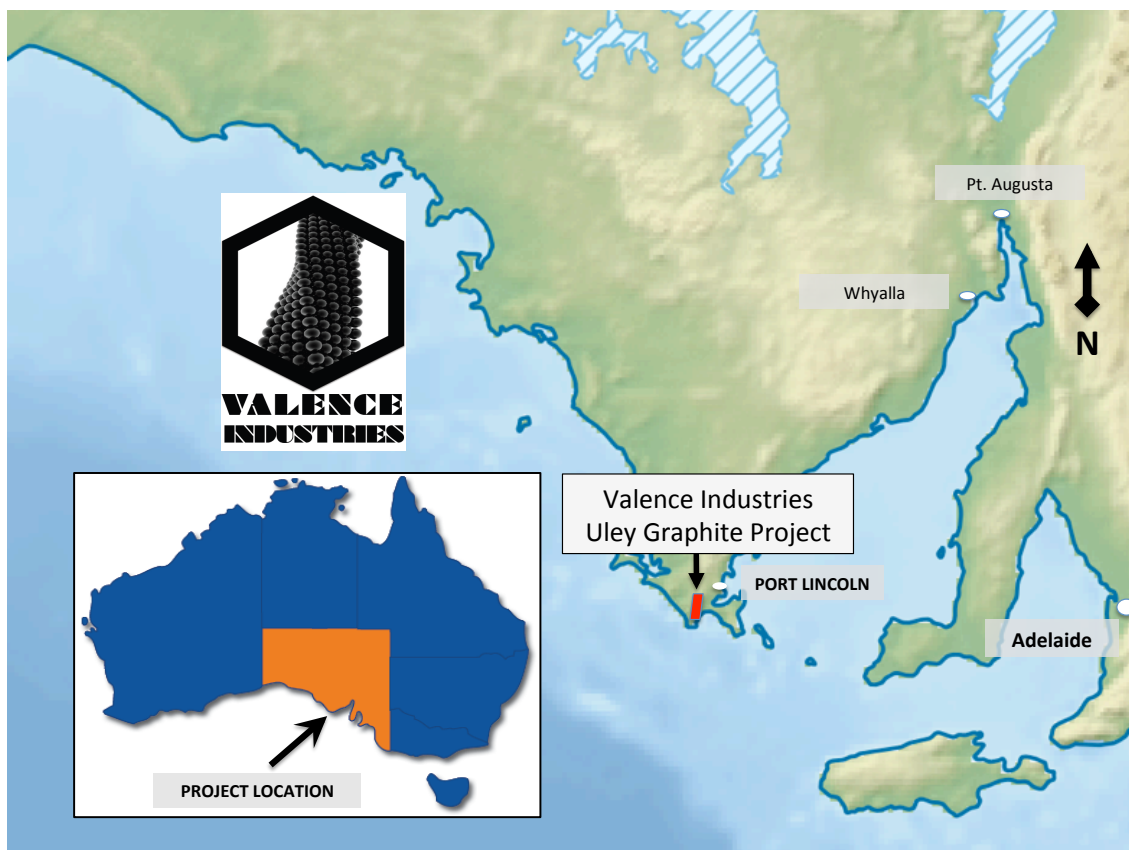 Pt. Augusta
Whyalla
N
VALENCE
INDUSTRIES
Valence Industries
Uley Graphite Project
PORT LINCOLN
Adelaide
PROJECT LOCATION